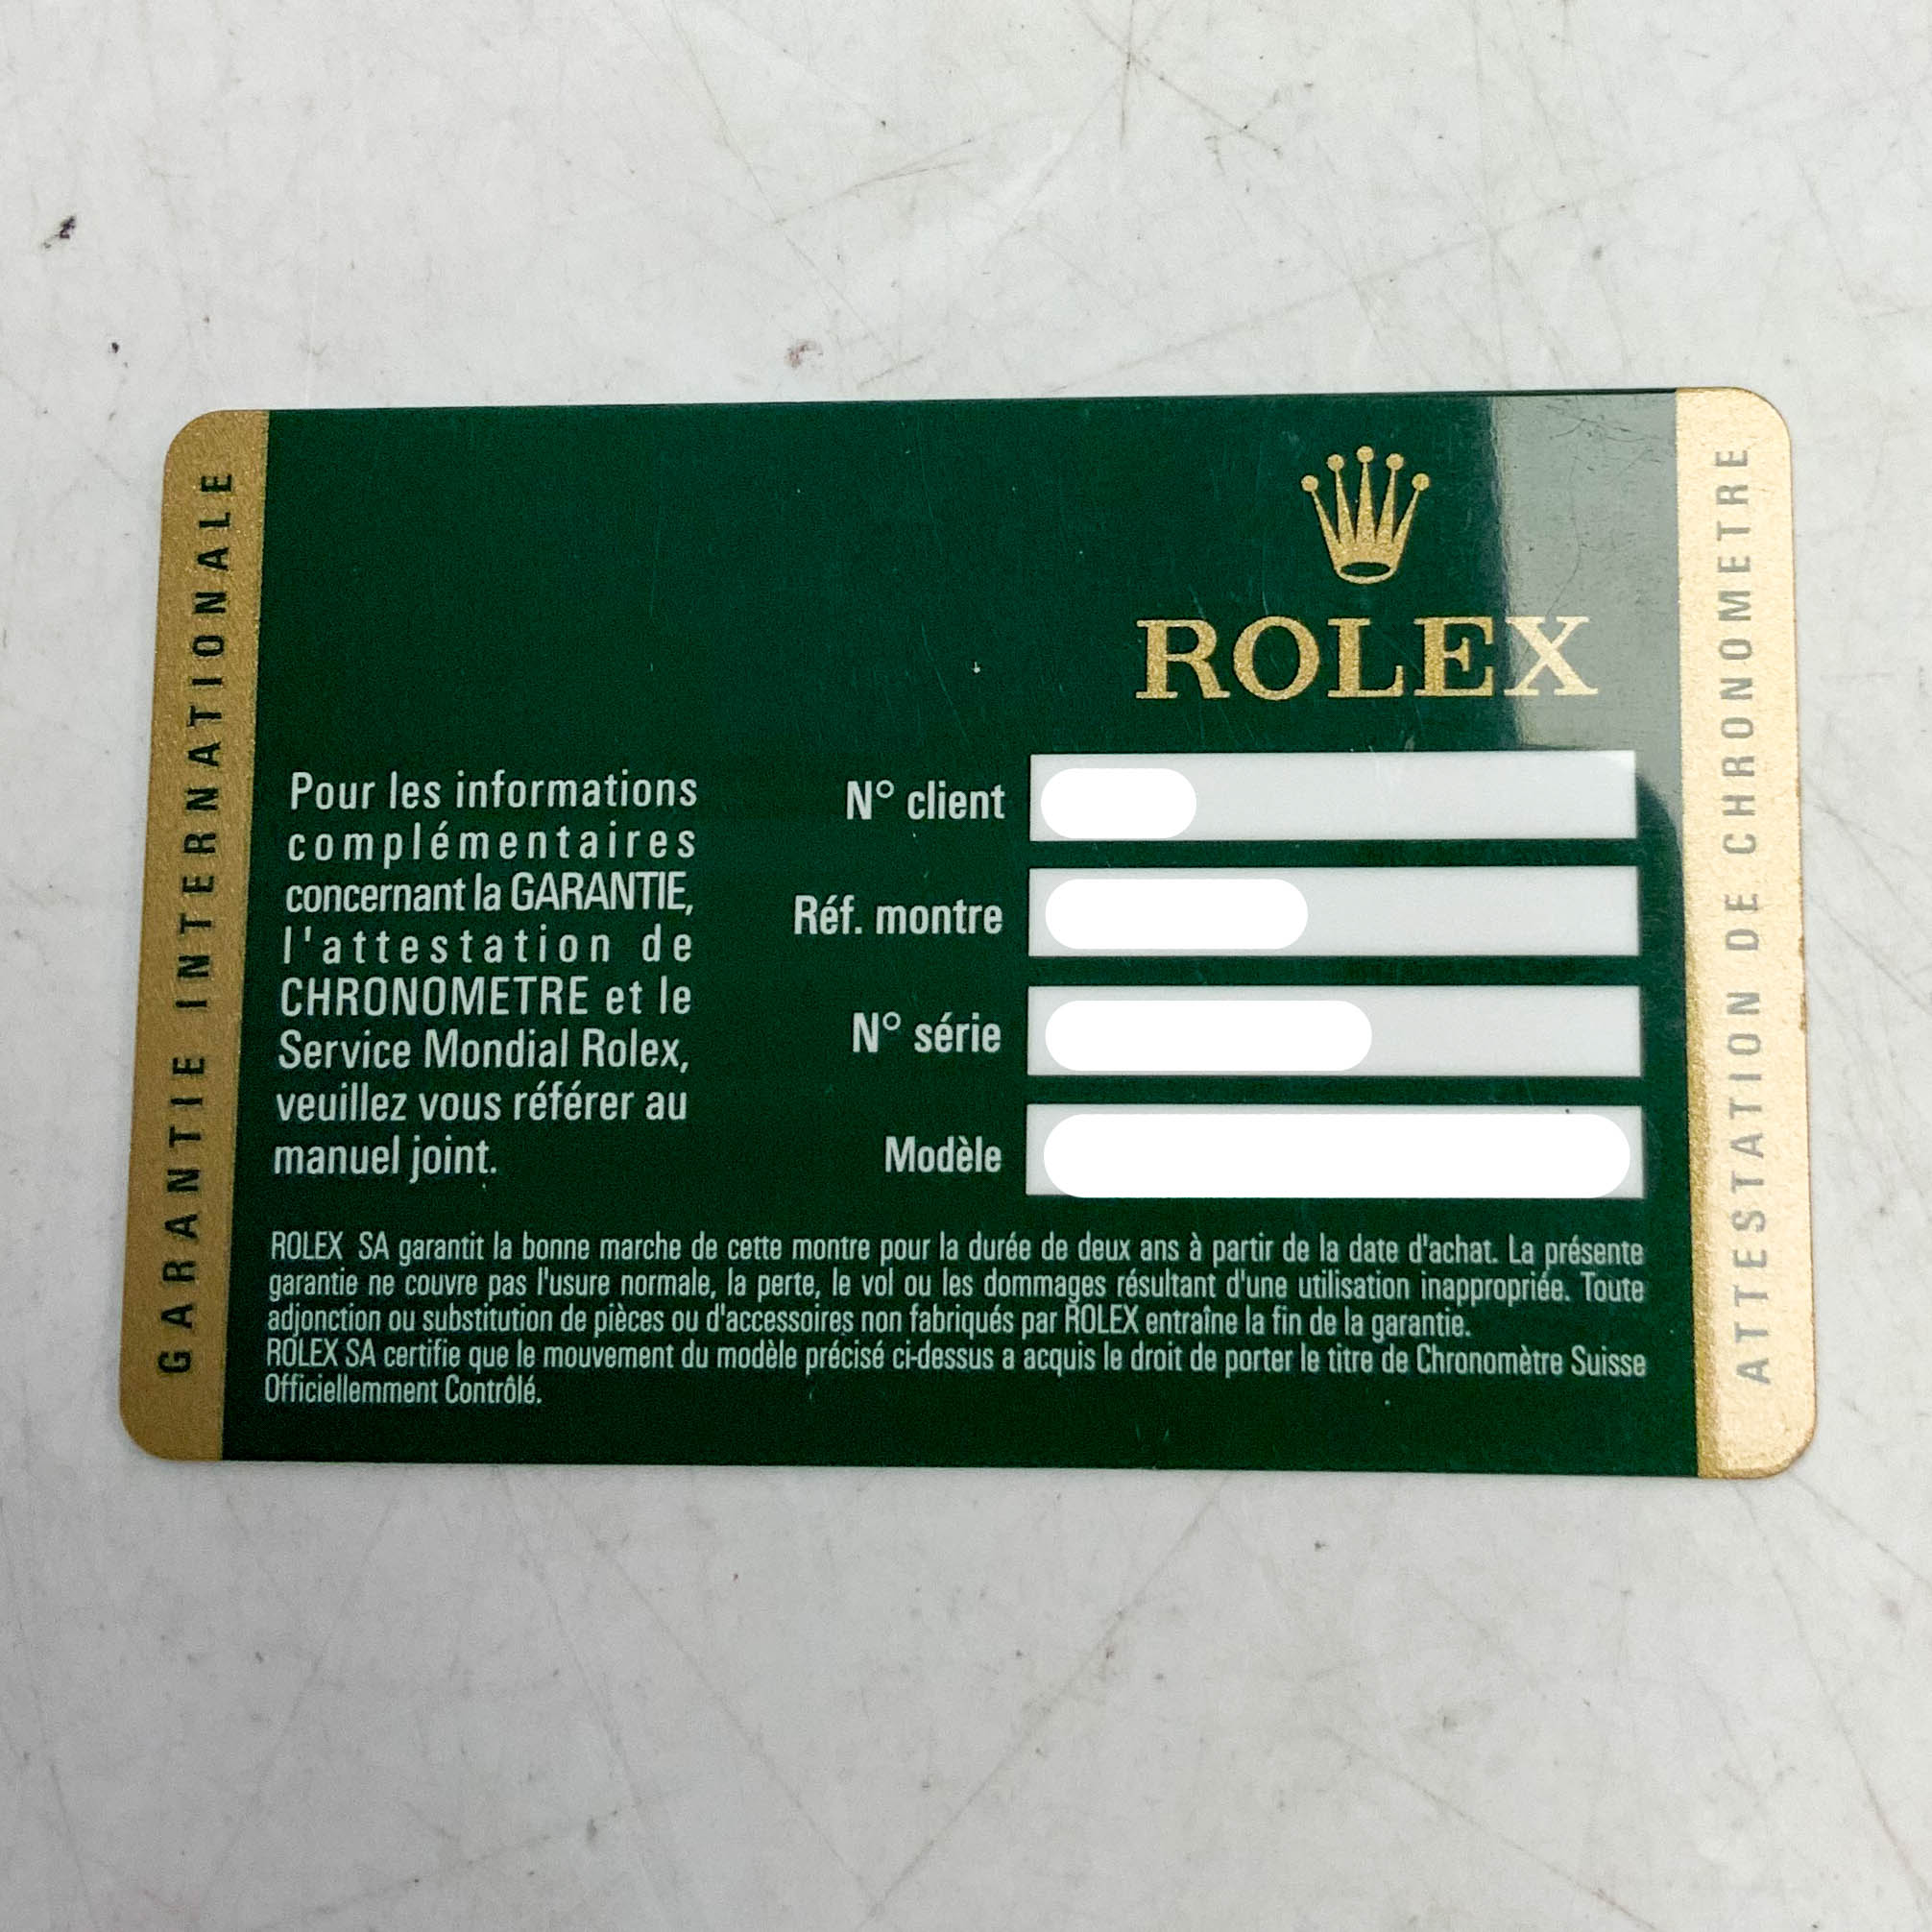 GARANTIE INTERNATIONALE
ROLEX
ATTESTATION DE CHRONOMETRE
Pour les informations
complémentaires
concernant la GARANTIE,
l'attestation de
CHRONOMETRE et le
Service Mondial Rolex,
veuillez vous référer au
manuel joint.
N° client
Réf. montre
N° série
Modèle
ROLEX SA garantit la bonne marche de cette montre pour la durée de deux ans à partir de la date d'achat. La présente
garantie ne couvre pas l'usure normale, la perte, le vol ou les dommages résultant d'une utilisation inappropriée. Toute
adjonction ou substitution de pièces ou d'accessoires non fabriqués par ROLEX entraîne la fin de la garantie.
ROLEX SA certifie que le mouvement du modèle précisé ci-dessus a acquis le droit de porter le titre de Chronomètre Suisse
Officiellemment Contrôlé.